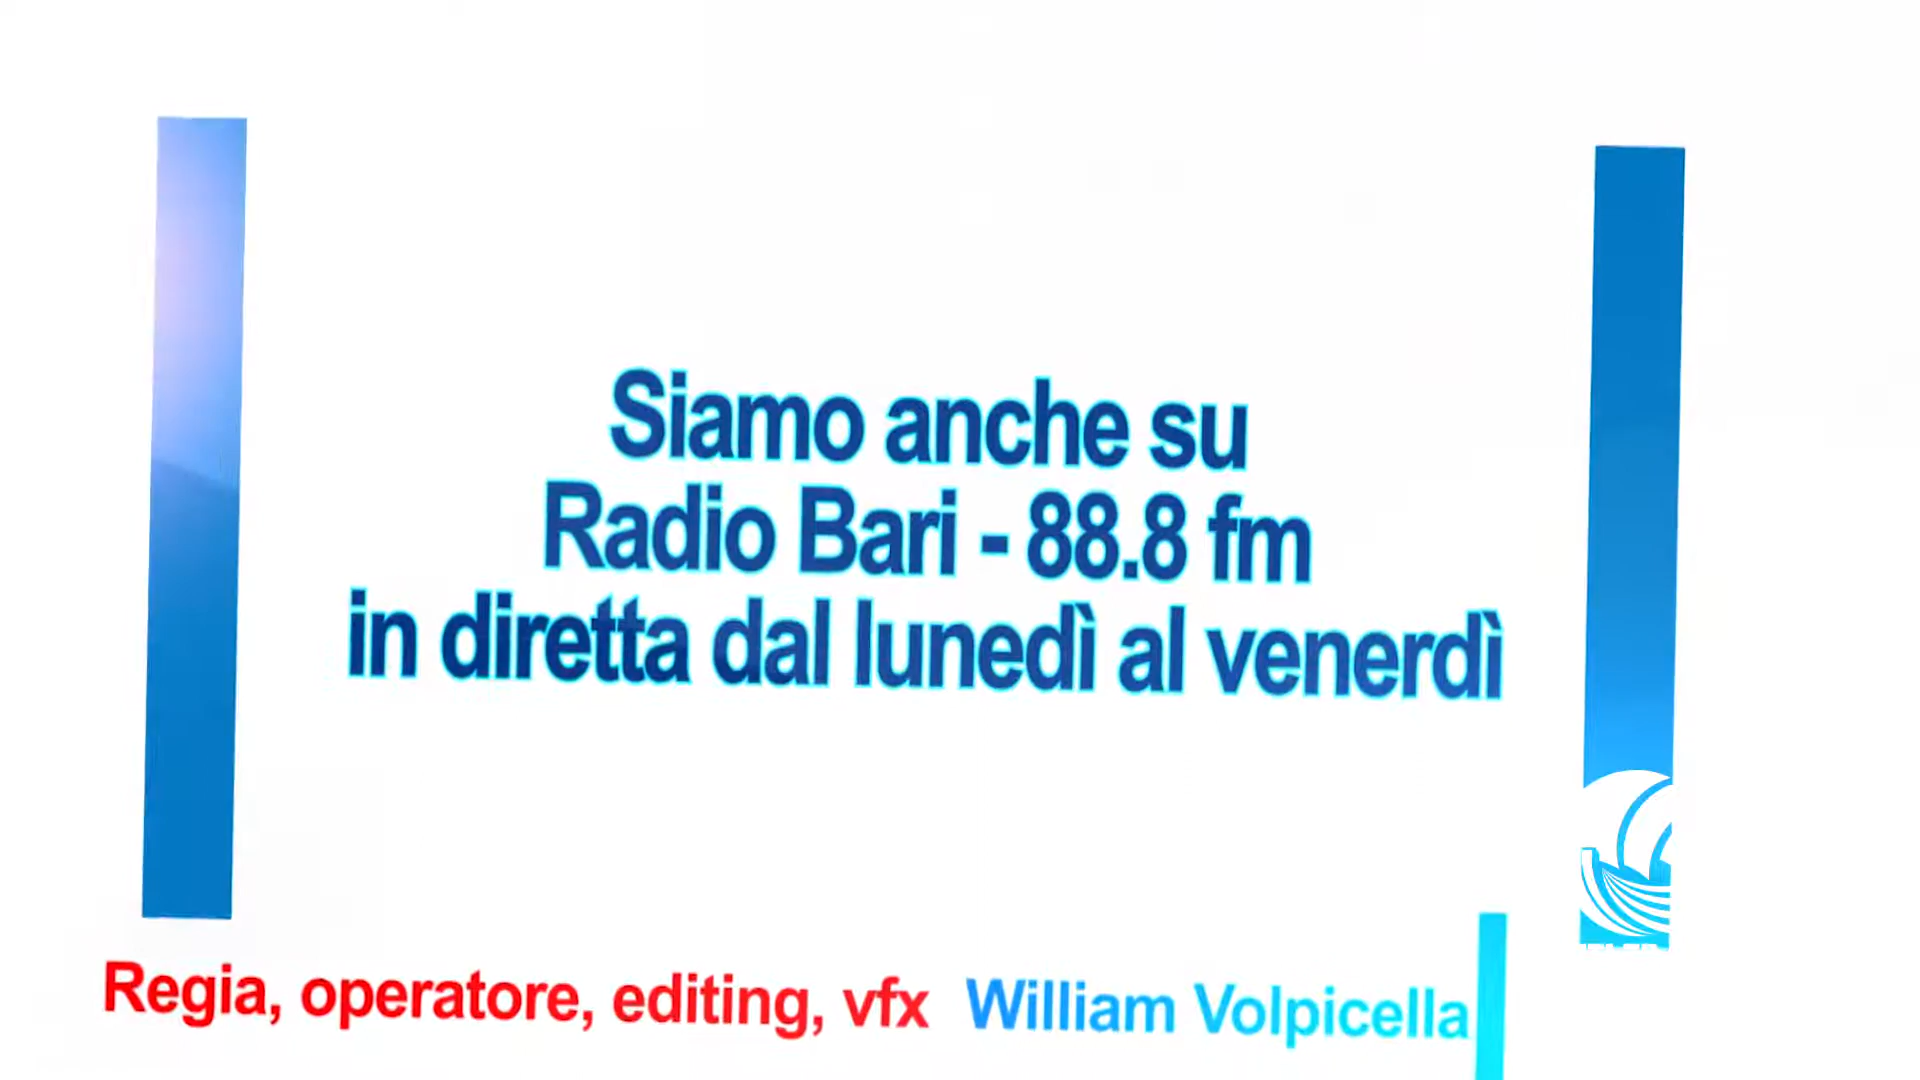 Siamo anche su
Radio Bari - 88.8 fm
in diretta dal lunedì al venerdì
Regia, operatore, editing, vfx William Volpicella